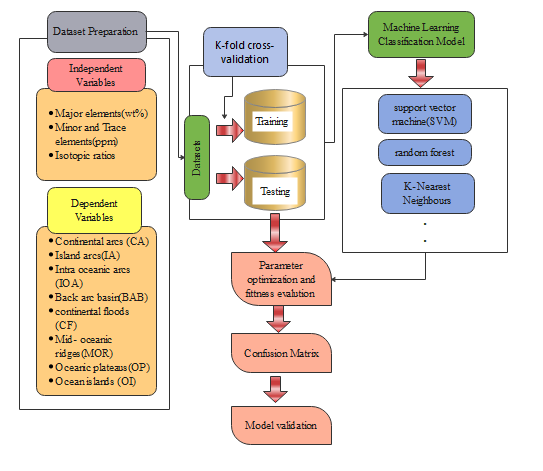 Dataset Preparation
Independent
Variables
• Major elements(wt%)
• Minor and Trace
elements(ppm)
• Isotopic ratios
Dependent
Variables
• Continental arcs (CA)
• Island arcs(IA)
• Intra oceanic arcs
(IOA)
• Back arc basin(BAB)
• continental floods
(CF)
• Mid- oceanic
ridges(MOR)
• Oceanic plateaus(OP)
• Ocean islands (OI)
K-fold cross-
validation
Datasets
Training
Testing
Machine Learning
Classification Model
support vector
machine(SVM)
random forest
K-Nearest
Neighbours
.
.
Parameter
optimization and
fittness evalution
Confusion Matrix
Model validation